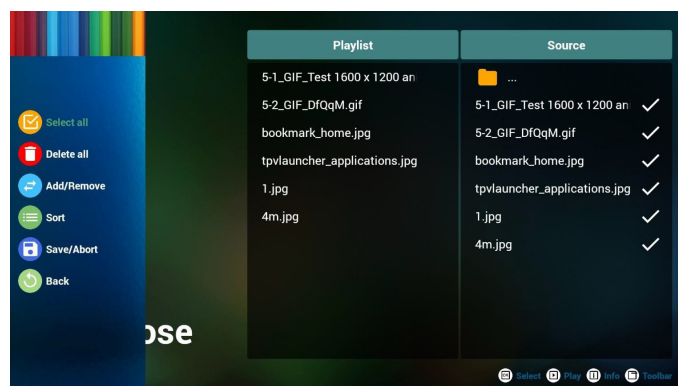 Select all
Delete all
Add/Remove
Sort
Save/Abort
Back
ose
Playlist
5-1_GIF_Test 1600 x 1200 an
5-2_GIF_DfQqM.gif
bookmark_home.jpg
tpvlauncher_applications.jpg
1.jpg
4m.jpg
Source
...
5-1_GIF_Test 1600 x 1200 an
5-2_GIF_DfQqM.gif
bookmark_home.jpg
tpvlauncher_applications.jpg
1.jpg
4m.jpg
Select Play Info Toolbar